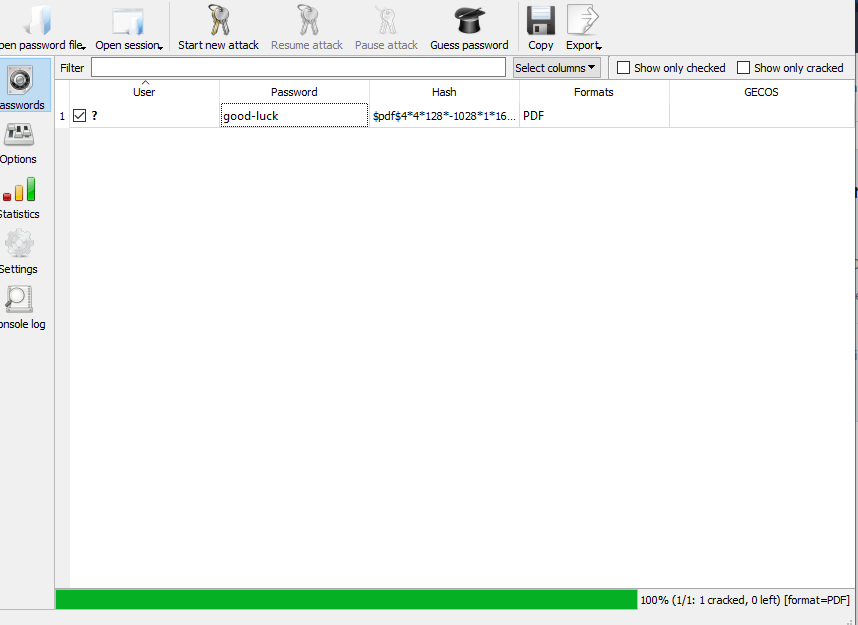 pen password file
Open session
Start new attack
Resume attack
Pause attack
Guess password
Copy
Export
Filter
Select columns
Show only checked
Show only cracked
asswords
Options
Statistics
Settings
onsole log
User Password Hash Formats GECOS
1 ? good-luck $pdf$4*4*128*-1028*1*16... PDF
100% (1/1: 1 cracked, 0 left) [format=PDF]